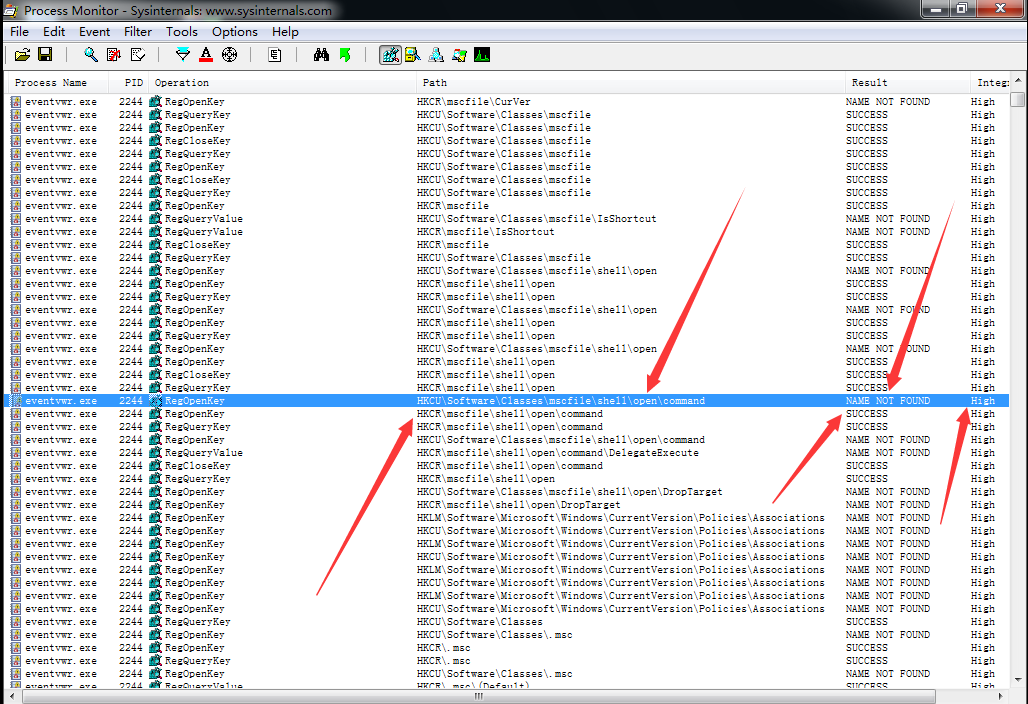 Process Monitor - Sysinternals: www.sysinternals.com
File Edit Event Filter Tools Options Help
Process Name PID Operation Path Result Integ
eventvwr.exe 2244 RegOpenKey HKCR\mscfile\CurVer NAME NOT FOUND High
eventvwr.exe 2244 RegQueryKey HKCU\Software\Classes\mscfile SUCCESS High
eventvwr.exe 2244 RegOpenKey HKCU\Software\Classes\mscfile SUCCESS High
eventvwr.exe 2244 RegCloseKey HKCU\Software\Classes\mscfile SUCCESS High
eventvwr.exe 2244 RegQueryKey HKCU\Software\Classes\mscfile SUCCESS High
eventvwr.exe 2244 RegOpenKey HKCU\Software\Classes\mscfile SUCCESS High
eventvwr.exe 2244 RegCloseKey HKCU\Software\Classes\mscfile SUCCESS High
eventvwr.exe 2244 RegQueryKey HKCU\Software\Classes\mscfile SUCCESS High
eventvwr.exe 2244 RegOpenKey HKCR\mscfile SUCCESS High
eventvwr.exe 2244 RegQueryValue HKCU\Software\Classes\mscfile\IsShortcut NAME NOT FOUND High
eventvwr.exe 2244 RegQueryValue HKCR\mscfile\IsShortcut NAME NOT FOUND High
eventvwr.exe 2244 RegCloseKey HKCR\mscfile SUCCESS High
eventvwr.exe 2244 RegQueryKey HKCU\Software\Classes\mscfile SUCCESS High
eventvwr.exe 2244 RegOpenKey HKCU\Software\Classes\mscfile\shell\open NAME NOT FOUND High
eventvwr.exe 2244 RegOpenKey HKCR\mscfile\shell\open SUCCESS High
eventvwr.exe 2244 RegQueryKey HKCR\mscfile\shell\open SUCCESS High
eventvwr.exe 2244 RegOpenKey HKCU\Software\Classes\mscfile\shell\open NAME NOT FOUND High
eventvwr.exe 2244 RegOpenKey HKCR\mscfile\shell\open SUCCESS High
eventvwr.exe 2244 RegQueryKey HKCR\mscfile\shell\open SUCCESS High
eventvwr.exe 2244 RegOpenKey HKCU\Software\Classes\mscfile\shell\open NAME NOT FOUND High
eventvwr.exe 2244 RegOpenKey HKCR\mscfile\shell\open SUCCESS High
eventvwr.exe 2244 RegCloseKey HKCR\mscfile\shell\open SUCCESS High
eventvwr.exe 2244 RegQueryKey HKCR\mscfile\shell\open SUCCESS High
eventvwr.exe 2244 RegOpenKey HKCU\Software\Classes\mscfile\shell\open\command NAME NOT FOUND High
eventvwr.exe 2244 RegOpenKey HKCR\mscfile\shell\open\command SUCCESS High
eventvwr.exe 2244 RegQueryKey HKCR\mscfile\shell\open\command SUCCESS High
eventvwr.exe 2244 RegOpenKey HKCU\Software\Classes\mscfile\shell\open\command NAME NOT FOUND High
eventvwr.exe 2244 RegQueryValue HKCR\mscfile\shell\open\command\DelegateExecute NAME NOT FOUND High
eventvwr.exe 2244 RegCloseKey HKCR\mscfile\shell\open\command SUCCESS High
eventvwr.exe 2244 RegQueryKey HKCR\mscfile\shell\open SUCCESS High
eventvwr.exe 2244 RegOpenKey HKCU\Software\Classes\mscfile\shell\open\DropTarget NAME NOT FOUND High
eventvwr.exe 2244 RegOpenKey HKCR\mscfile\shell\open\DropTarget NAME NOT FOUND High
eventvwr.exe 2244 RegOpenKey HKLM\Software\Microsoft\Windows\CurrentVersion\Policies\Associations NAME NOT FOUND High
eventvwr.exe 2244 RegOpenKey HKCU\Software\Microsoft\Windows\CurrentVersion\Policies\Associations NAME NOT FOUND High
eventvwr.exe 2244 RegOpenKey HKLM\Software\Microsoft\Windows\CurrentVersion\Policies\Associations NAME NOT FOUND High
eventvwr.exe 2244 RegOpenKey HKCU\Software\Microsoft\Windows\CurrentVersion\Policies\Associations NAME NOT FOUND High
eventvwr.exe 2244 RegOpenKey HKLM\Software\Microsoft\Windows\CurrentVersion\Policies\Associations NAME NOT FOUND High
eventvwr.exe 2244 RegOpenKey HKCU\Software\Microsoft\Windows\CurrentVersion\Policies\Associations NAME NOT FOUND High
eventvwr.exe 2244 RegOpenKey HKLM\Software\Microsoft\Windows\CurrentVersion\Policies\Associations NAME NOT FOUND High
eventvwr.exe 2244 RegOpenKey HKCU\Software\Microsoft\Windows\CurrentVersion\Policies\Associations NAME NOT FOUND High
eventvwr.exe 2244 RegQueryKey HKCU\Software\Classes SUCCESS High
eventvwr.exe 2244 RegOpenKey HKCU\Software\Classes\.msc NAME NOT FOUND High
eventvwr.exe 2244 RegOpenKey HKCR\.msc SUCCESS High
eventvwr.exe 2244 RegQueryKey HKCR\.msc SUCCESS High
eventvwr.exe 2244 RegOpenKey HKCU\Software\Classes\.msc NAME NOT FOUND High
eventvwr.exe 2244 RegQueryValue HKCR\.msc\(Default) SUCCESS High